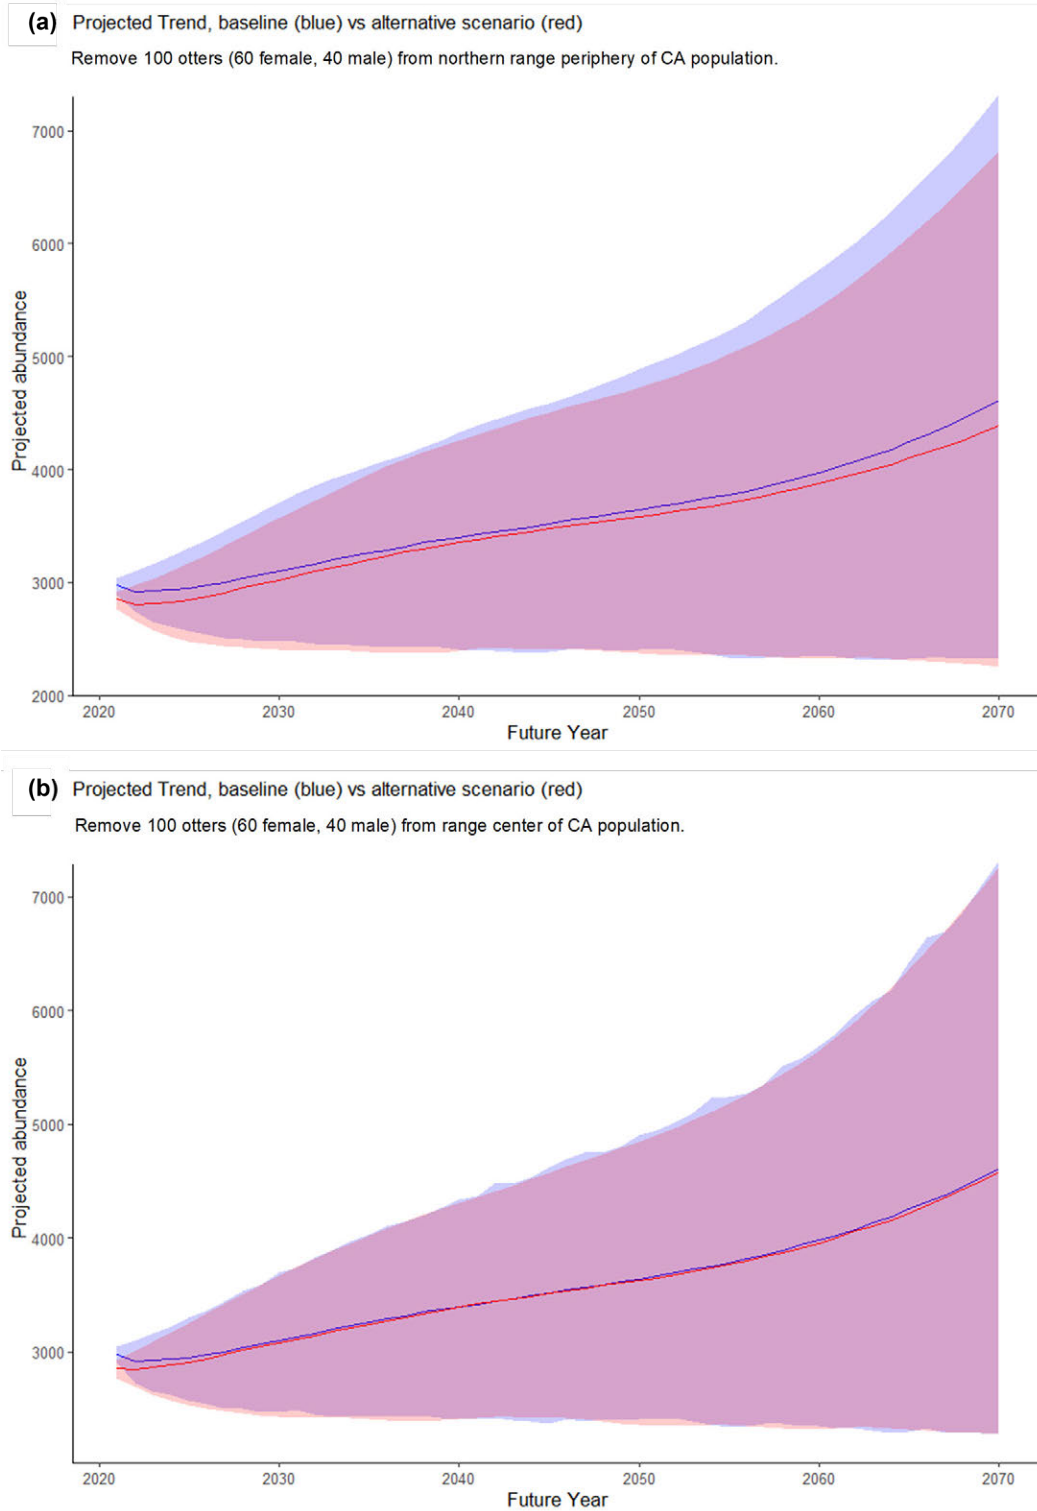 (a) Projected Trend, baseline (blue) vs alternative scenario (red)
Remove 100 otters (60 female, 40 male) from northern range periphery of CA population.
7000
6000
5000
4000
3000
2000
Projected abundance
2020 2030 2040 2050 2060 2070
Future Year
(b) Projected Trend, baseline (blue) vs alternative scenario (red)
Remove 100 otters (60 female, 40 male) from range center of CA population.
7000
6000
5000
4000
3000
Projected abundance
2020 2030 2040 2050 2060 2070
Future Year